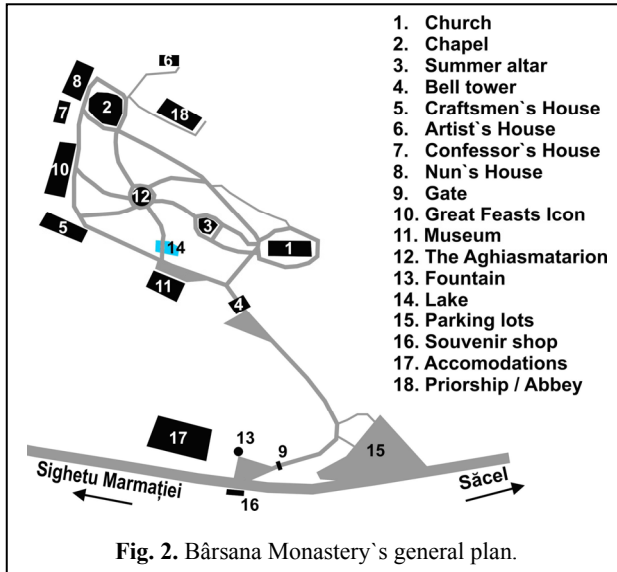 1. Church
2. Chapel
3. Summer altar
4. Bell tower
5. Craftsmen`s House
6. Artist`s House
7. Confessor`s House
8. Nun`s House
9. Gate
10. Great Feasts Icon
11. Museum
12. The Aghiasmatarion
13. Fountain
14. Lake
15. Parking lots
16. Souvenir shop
17. Accomodations
18. Priorship / Abbey
6
8
2
18
7
10
12
3
5
14
1
11
4
17
13
9
15
16
Sighetu Marmației
Săcel
Fig. 2. Bârsana Monastery`s general plan.